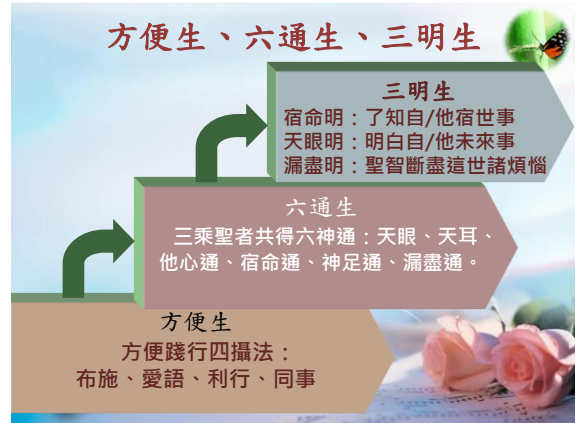 方便生、六通生、三明生
三明生
宿命明：了知自/他宿世事
天眼明：明白自/他未來事
漏盡明：聖智斷盡這世諸煩惱
六通生
三乘聖者共得六神通：天眼、天耳、
他心通、宿命通、神足通、漏盡通。
方便生
方便踐行四攝法：
布施、愛語、利行、同事